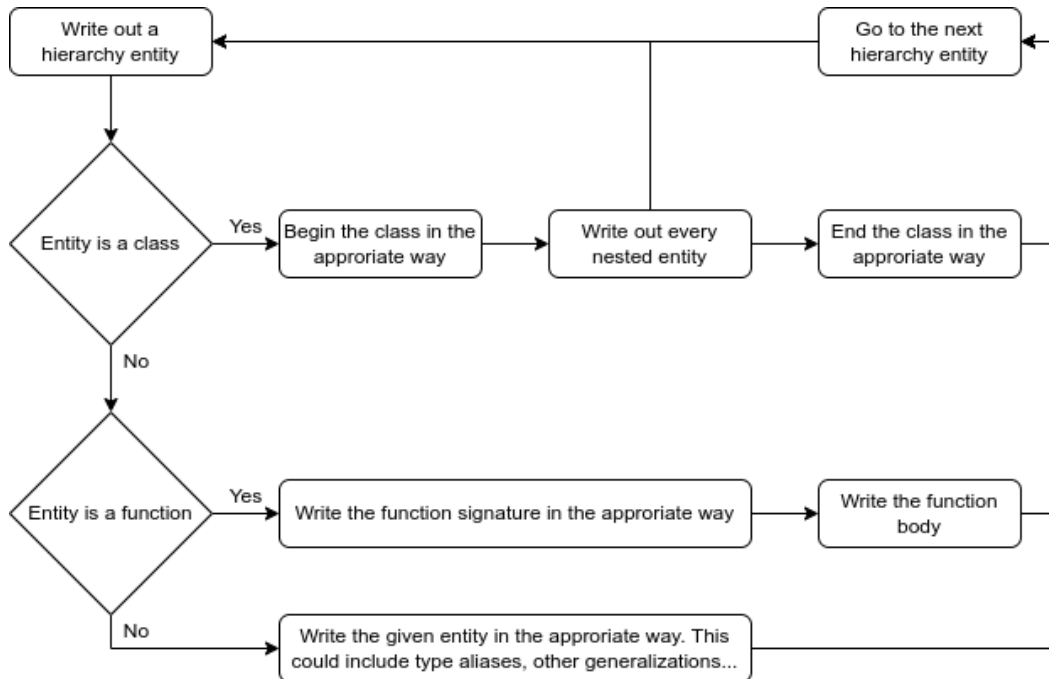 Write out a
hierarchy entity
Go to the next
hierarchy entity
Entity is a class
Yes
Begin the class in the
approriate way
Write out every
nested entity
End the class in the
approriate way
No
Entity is a function
Yes
Write the function signature in the approriate way
Write the function
body
No
Write the given entity in the approriate way. This
could include type aliases, other generalizations...